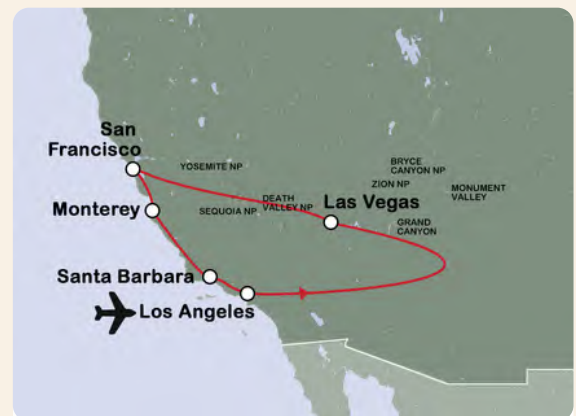 San
Francisco
YOSEMITE NP
BRYCE
CANYON NP
ZION NP
MONUMENT
VALLEY
DEATH
VALLEY NP
SEQUOIA NP
Monterey
Las Vegas
GRAND
CANYON
Santa Barbara
Los Angeles